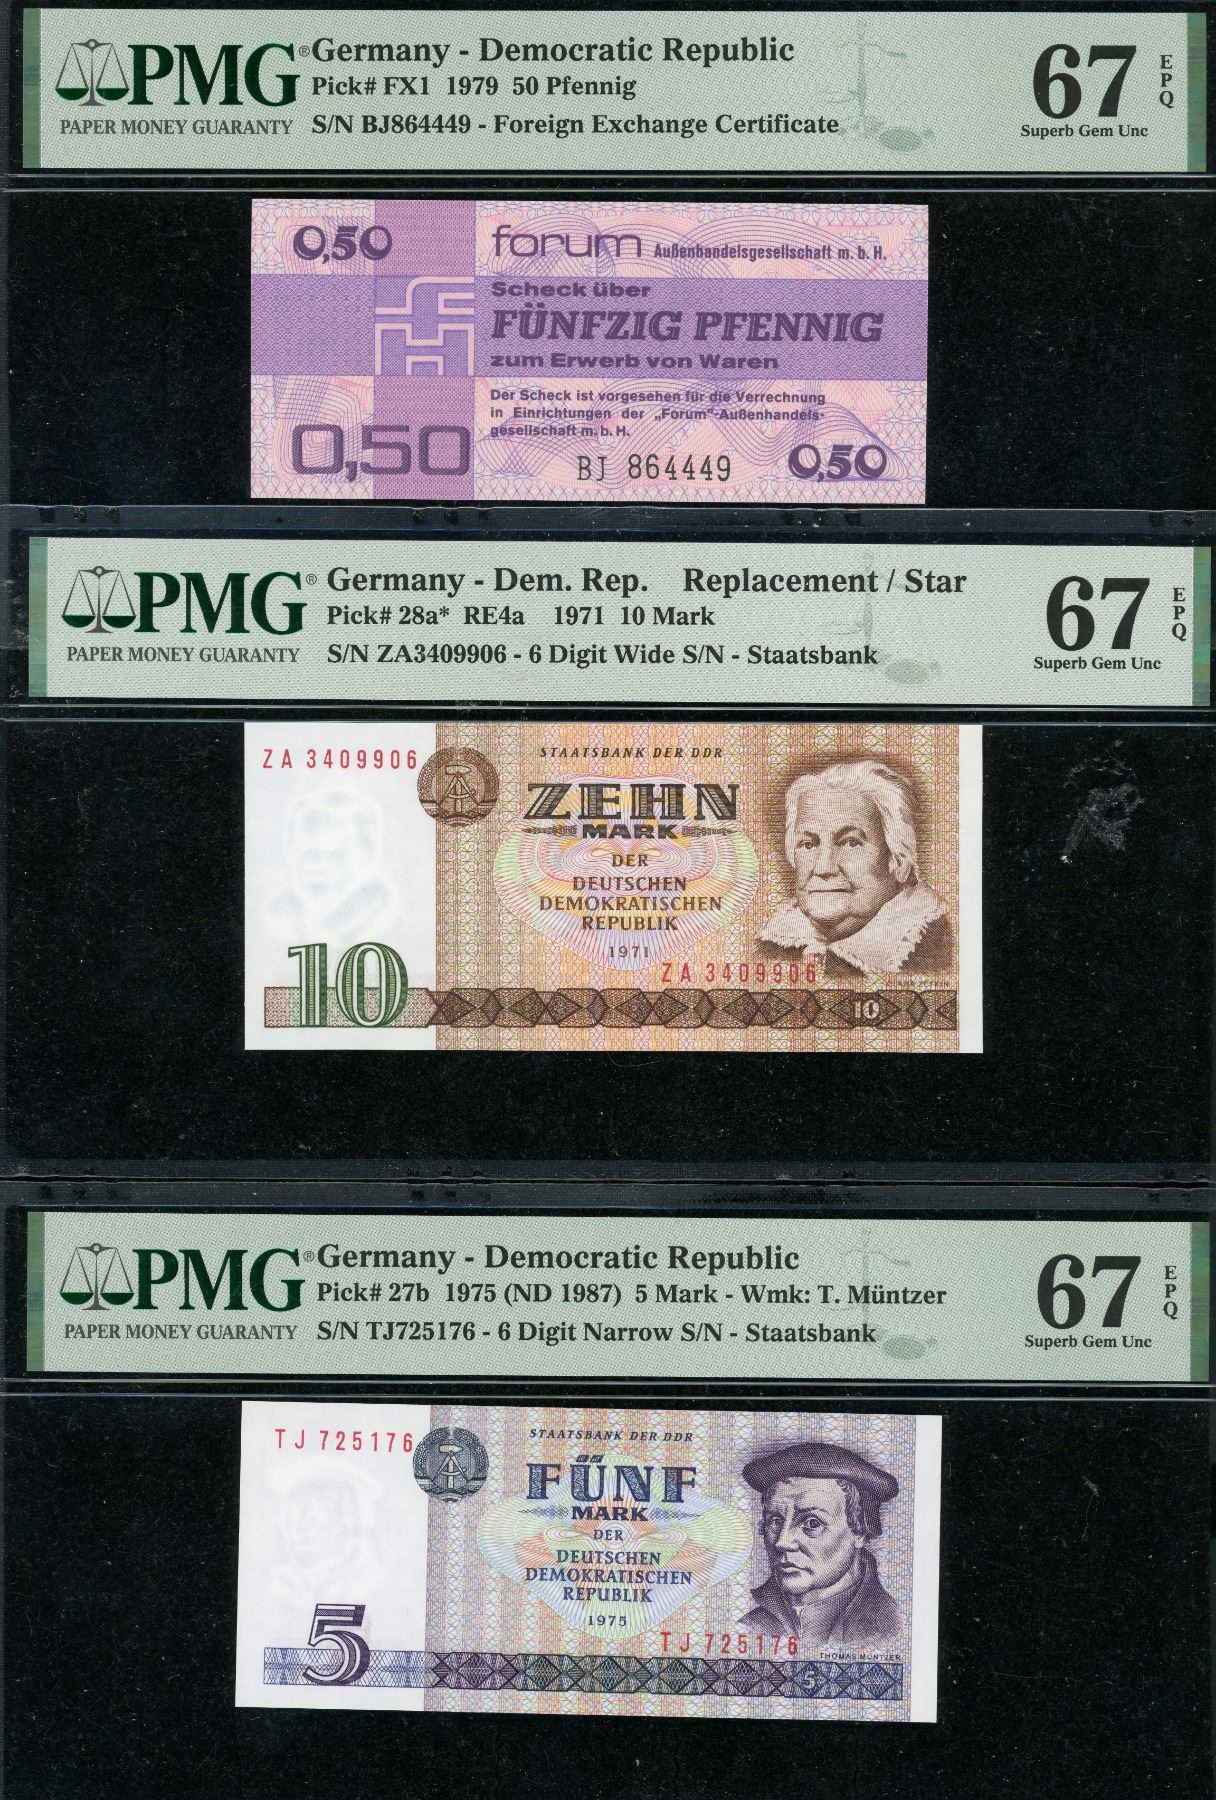 PMG
®
PAPER MONEY GUARANTY
Germany - Democratic Republic
Pick# FX1 1979 50 Pfennig
S/N BJ864449 - Foreign Exchange Certificate
67
EPQ
Superb Gem Unc
0,50
forum Außenhandelsgesellschaft m. b. H.
Scheck über
FÜNFZIG PFENNIG
zum Erwerb von Waren
Der Scheck ist vorgesehen für die Verrechnung
in Einrichtungen der „Forum"-Außenhandels-
gesellschaft m. b. H.
0,50
BJ 864449
0,50
PMG
®
PAPER MONEY GUARANTY
Germany - Dem. Rep. Replacement / Star
Pick# 28a* RE4a 1971 10 Mark
S/N ZA3409906 - 6 Digit Wide S/N - Staatsbank
67
EPQ
Superb Gem Unc
ZA 3409906
STAATSBANK DER DDR
ZEHN
MARK
DER
DEUTSCHEN
DEMOKRATISCHEN
REPUBLIK
1971
ZA 3409906
CLARA ZETKIN
10
10
PMG
®
PAPER MONEY GUARANTY
Germany - Democratic Republic
Pick# 27b 1975 (ND 1987) 5 Mark - Wmk: T. Müntzer
S/N TJ725176 - 6 Digit Narrow S/N - Staatsbank
67
EPQ
Superb Gem Unc
TJ 725176
STAATSBANK DER DDR
FÜNF
MARK
DER
DEUTSCHEN
DEMOKRATISCHEN
REPUBLIK
1975
TJ 725176
THOMAS MÜNTZER
5
5